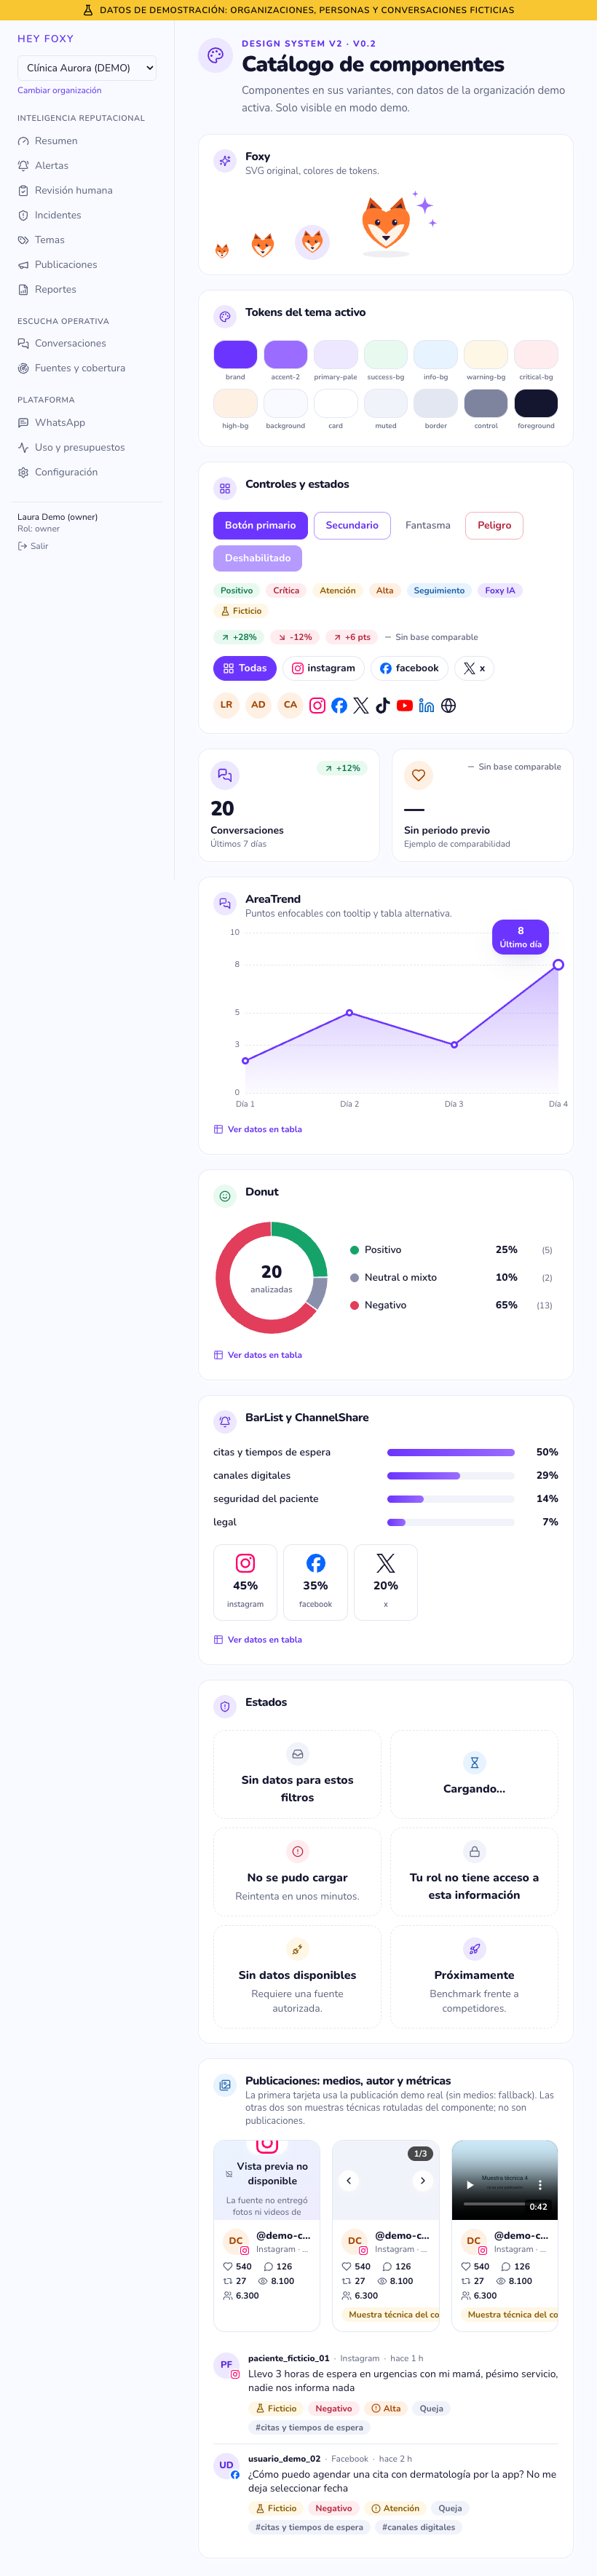 DATOS DE DEMOSTRACIÓN: ORGANIZACIONES, PERSONAS Y CONVERSACIONES FICTICIAS
HEY FOXY
Clínica Aurora (DEMO)
Cambiar organización
INTELIGENCIA REPUTACIONAL
Resumen
Alertas
Revisión humana
Incidentes
Temas
Publicaciones
Reportes
ESCUCHA OPERATIVA
Conversaciones
Fuentes y cobertura
PLATAFORMA
WhatsApp
Uso y presupuestos
Configuración
Laura Demo (owner)
Rol: owner
Salir
DESIGN SYSTEM V2 · V0.2
Catálogo de componentes
Componentes en sus variantes, con datos de la organización demo
activa. Solo visible en modo demo.
Foxy
SVG original, colores de tokens.
Tokens del tema activo
brand accent-2 primary-pale success-bg info-bg warning-bg critical-bg
high-bg background card muted border control foreground
Controles y estados
Botón primario Secundario Fantasma Peligro
Deshabilitado
Positivo Crítica Atención Alta Seguimiento Foxy IA
Ficticio
+28% -12% +6 pts — Sin base comparable
Todas instagram facebook x
LR AD CA
+12%
20
Conversaciones
Últimos 7 días
— Sin base comparable
—
Sin periodo previo
Ejemplo de comparabilidad
AreaTrend
Puntos enfocables con tooltip y tabla alternativa.
8
Último día
10
8
5
3
0
Día 1 Día 2 Día 3 Día 4
Ver datos en tabla
Donut
20
analizadas
Positivo 25% (5)
Neutral o mixto 10% (2)
Negativo 65% (13)
Ver datos en tabla
BarList y ChannelShare
citas y tiempos de espera 50%
canales digitales 29%
seguridad del paciente 14%
legal 7%
45% 35% 20%
instagram facebook x
Ver datos en tabla
Estados
Sin datos para estos
filtros
Cargando...
No se pudo cargar
Reintenta en unos minutos.
Tu rol no tiene acceso a
esta información
Sin datos disponibles
Requiere una fuente
autorizada.
Próximamente
Benchmark frente a
competidores.
Publicaciones: medios, autor y métricas
La primera tarjeta usa la publicación demo real (sin medios: fallback). Las
otras dos son muestras técnicas rotuladas del componente; no son
publicaciones.
Vista previa no
disponible
La fuente no entregó
fotos ni videos de
DC @demo-c...
Instagram · ...
540 126
27 8.100
6.300
1/3
DC @demo-c...
Instagram · ...
540 126
27 8.100
6.300
Muestra técnica del co
Muestra técnica 4
0:42
DC @demo-c...
Instagram · ...
540 126
27 8.100
6.300
Muestra técnica del co
PF paciente_ficticio_01 · Instagram · hace 1 h
Llevo 3 horas de espera en urgencias con mi mamá, pésimo servicio,
nadie nos informa nada
Ficticio Negativo Alta Queja
#citas y tiempos de espera
UD usuario_demo_02 · Facebook · hace 2 h
¿Cómo puedo agendar una cita con dermatología por la app? No me
deja seleccionar fecha
Ficticio Negativo Atención Queja
#citas y tiempos de espera #canales digitales